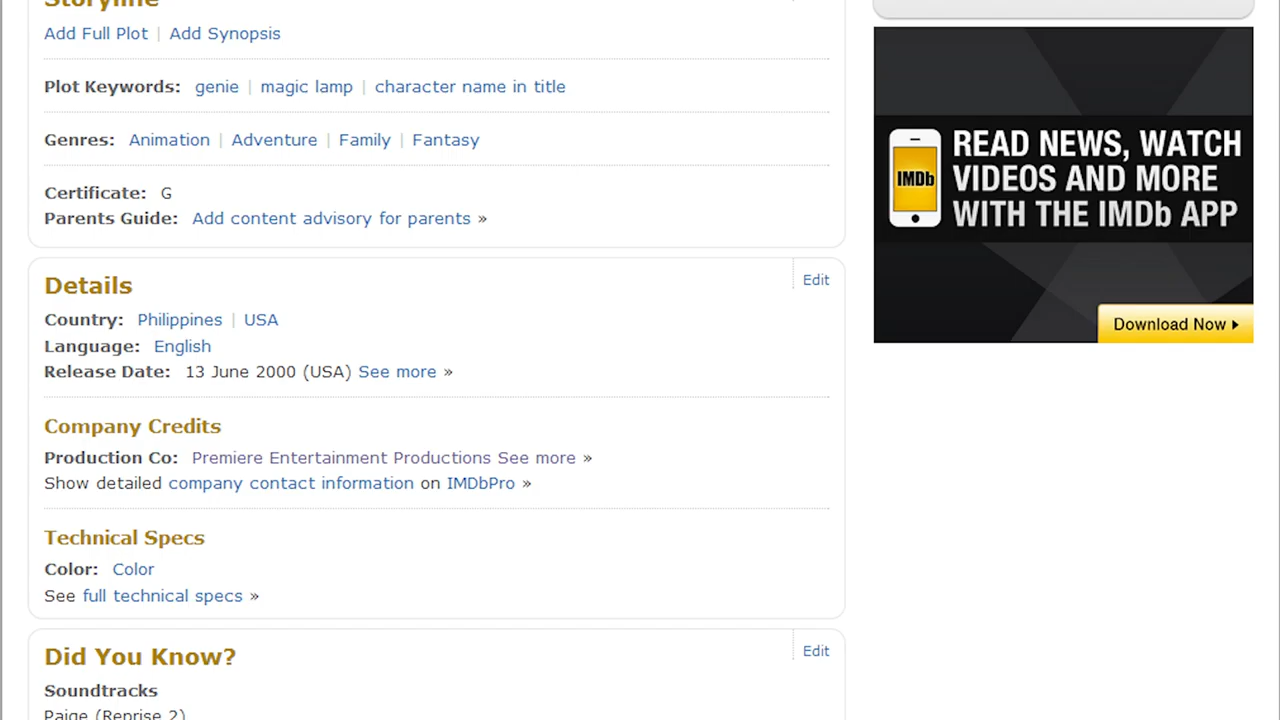 Storyline
Add Full Plot | Add Synopsis
Plot Keywords: genie | magic lamp | character name in title
Genres: Animation | Adventure | Family | Fantasy
Certificate: G
Parents Guide: Add content advisory for parents »
Details
Edit
Country: Philippines | USA
Language: English
Release Date: 13 June 2000 (USA) See more »
Company Credits
Production Co: Premiere Entertainment Productions See more »
Show detailed company contact information on IMDbPro »
Technical Specs
Color: Color
See full technical specs »
Did You Know?
Edit
Soundtracks
Paige (Reprise 2)
IMDb
READ NEWS, WATCH
VIDEOS AND MORE
WITH THE IMDb APP
Download Now